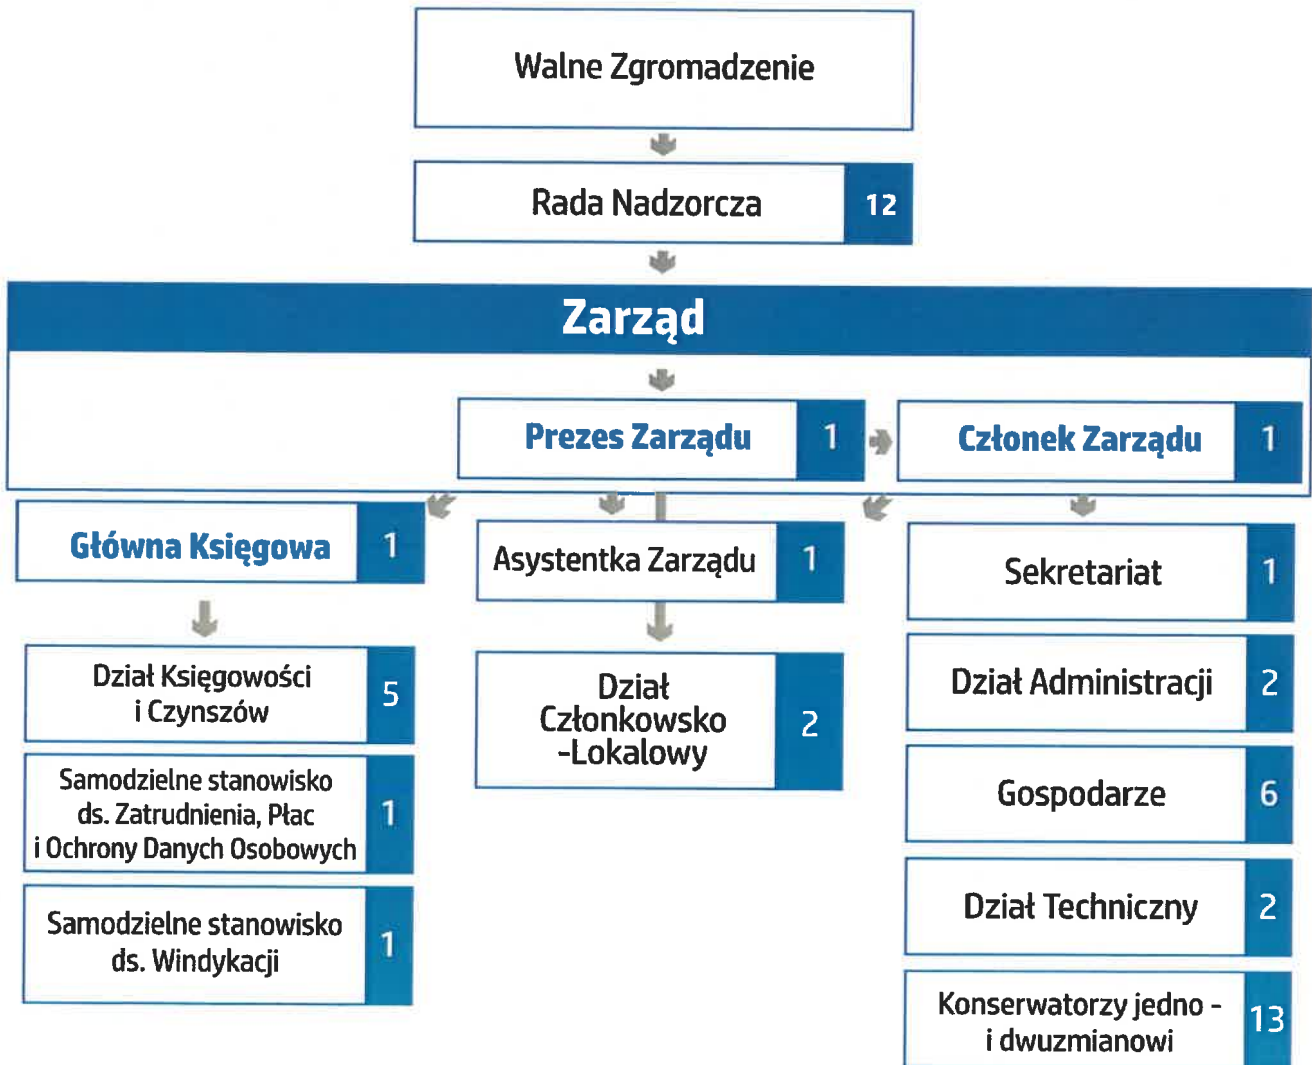 Walne Zgromadzenie
Rada Nadzorcza 12
Zarząd
Prezes Zarządu 1
Członek Zarządu 1
Główna Księgowa 1
Dział Księgowości
i Czynszów
5
Samodzielne stanowisko
ds. Zatrudnienia, Płac
i Ochrony Danych Osobowych
1
Samodzielne stanowisko
ds. Windykacji
1
Asystentka Zarządu 1
Dział
Członkowsko
-Lokalowy
2
Sekretariat 1
Dział Administracji 2
Gospodarze 6
Dział Techniczny 2
Konserwatorzy jedno -
i dwuzmianowi
13